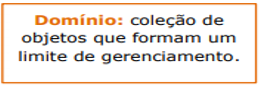 Domínio: coleção de
objetos que formam um
limite de gerenciamento.